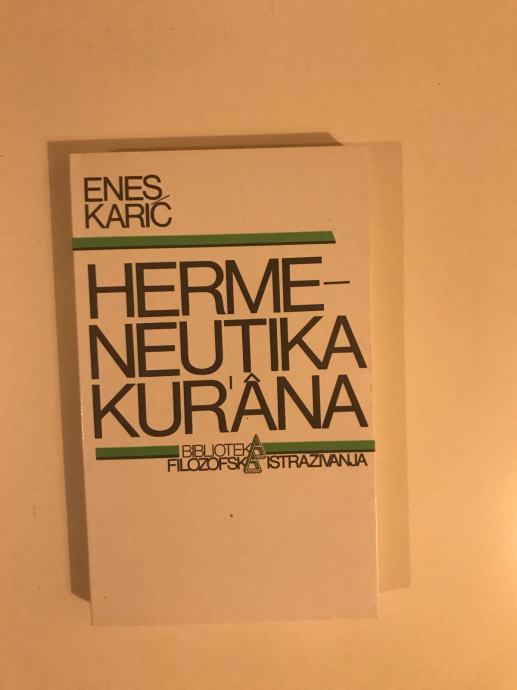 ENES
KARIĆ
HERME-
NEUTIKA
KUR'ÂNA
BIBLIOTEKA
FILOZOFSKA ISTRAŽIVANJA